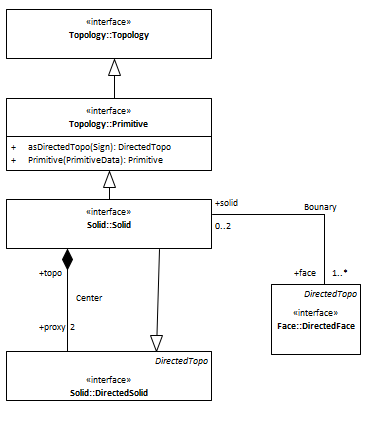 «interface»
Topology::Topology
«interface»
Topology::Primitive
+ asDirectedTopo(Sign): DirectedTopo
+ Primitive(PrimitiveData): Primitive
«interface»
Solid::Solid
+solid
0..2
Bounary
+topo
Center
+proxy 2
+face 1..*
DirectedTopo
«interface»
Face::DirectedFace
DirectedTopo
«interface»
Solid::DirectedSolid